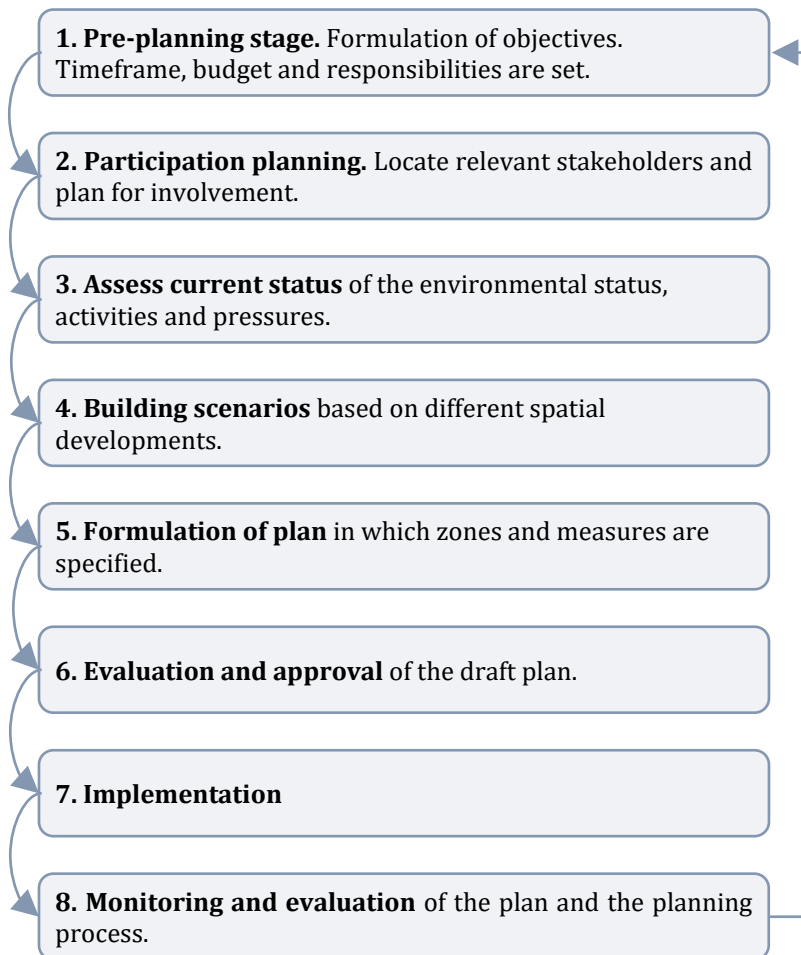 1. Pre-planning stage. Formulation of objectives.
Timeframe, budget and responsibilities are set.
2. Participation planning. Locate relevant stakeholders and
plan for involvement.
3. Assess current status of the environmental status,
activities and pressures.
4. Building scenarios based on different spatial
developments.
5. Formulation of plan in which zones and measures are
specified.
6. Evaluation and approval of the draft plan.
7. Implementation
8. Monitoring and evaluation of the plan and the planning
process.